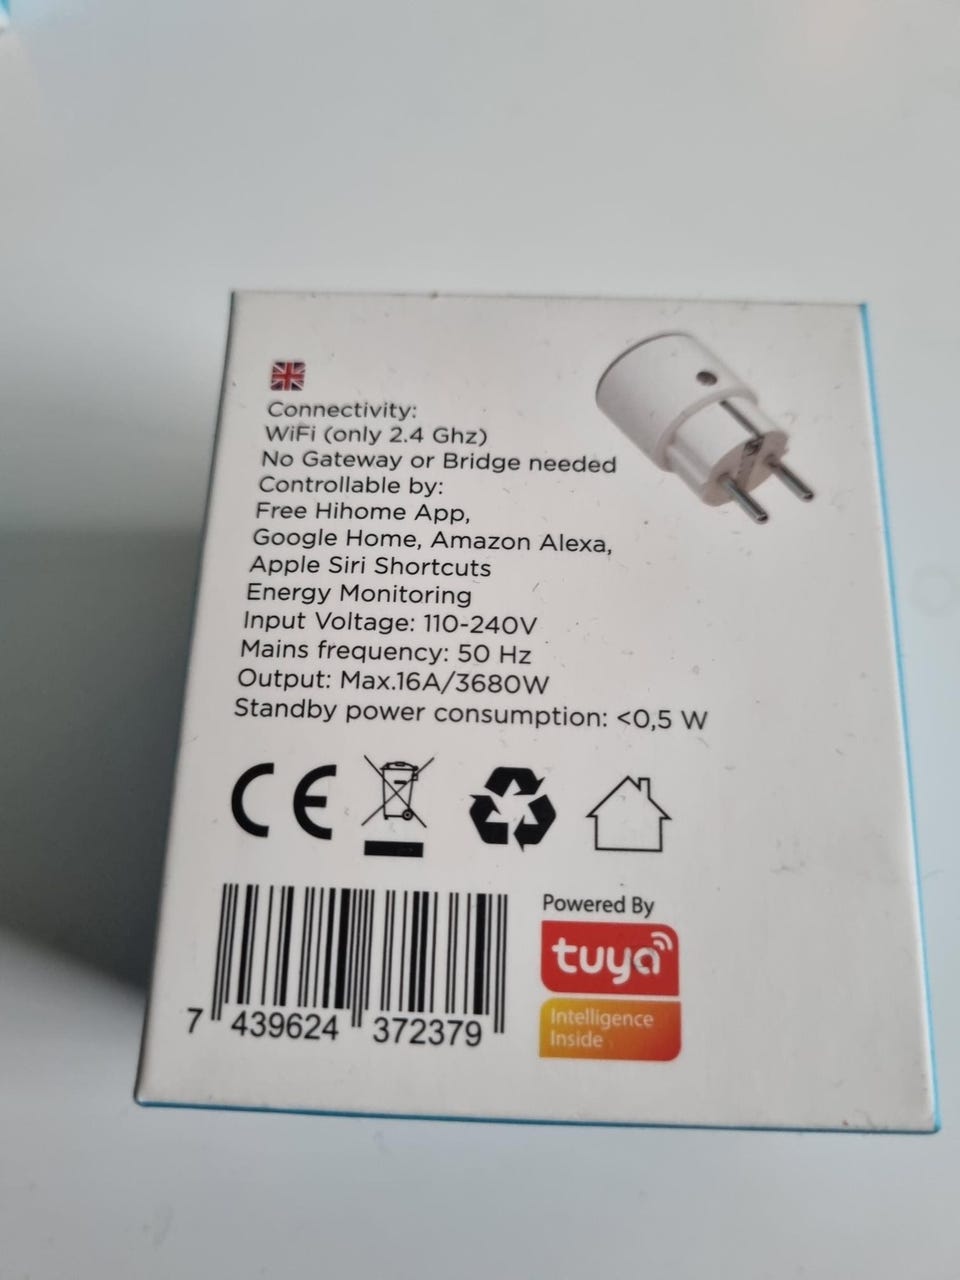 Connectivity:
WiFi (only 2.4 Ghz)
No Gateway or Bridge needed
Controllable by:
Free Hihome App,
Google Home, Amazon Alexa,
Apple Siri Shortcuts
Energy Monitoring
Input Voltage: 110-240V
Mains frequency: 50 Hz
Output: Max.16A/3680W
Standby power consumption: <0,5 W
CE
7 439624 372379
Powered By
tuya
Intelligence
Inside